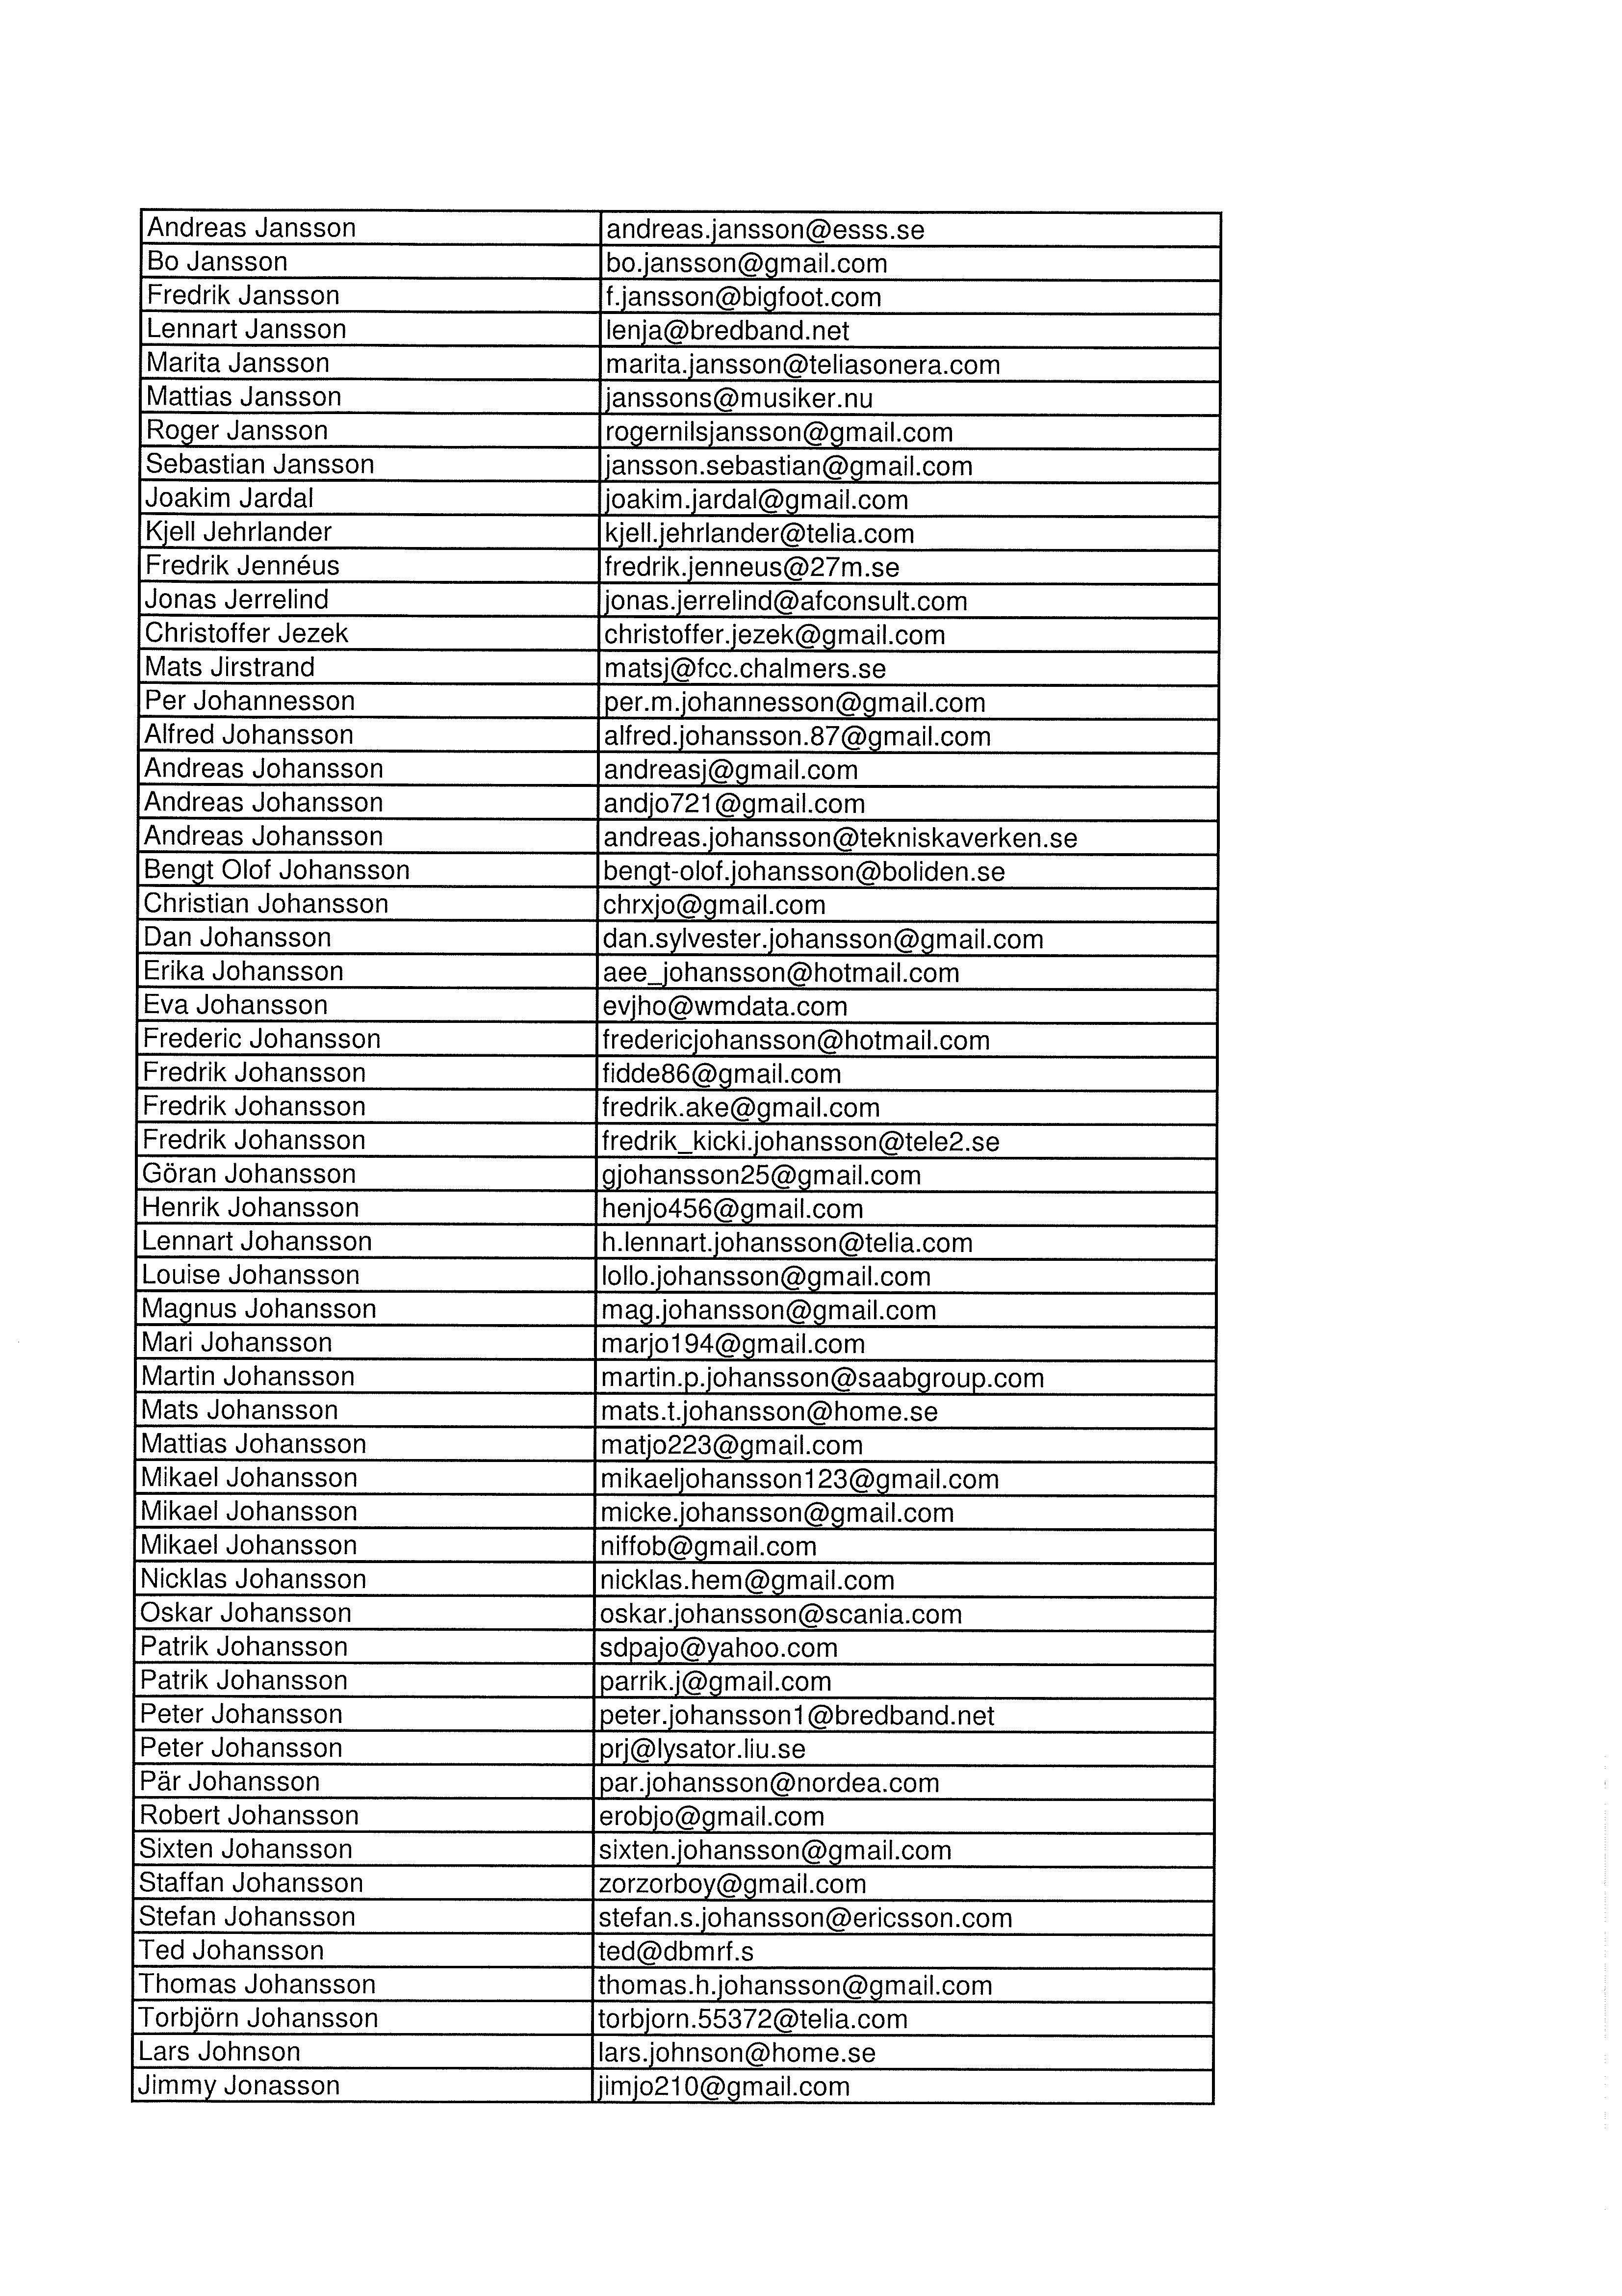 Andreas Jansson andreas.jansson@esss.se
Bo Jansson bo.jansson@gmail.com
Fredrik Jansson f.jansson@bigfoot.com
Lennart Jansson lenja@bredband.net
Marita Jansson marita.jansson@teliasonera.com
Mattias Jansson janssons@musiker.nu
Roger Jansson rogernilsjansson@gmail.com
Sebastian Jansson jansson.sebastian@gmail.com
Joakim Jardal joakim.jardal@gmail.com
Kjell Jehrlander kjell.jehrlander@telia.com
Fredrik Jennéus fredrik.jenneus@27m.se
Jonas Jerrelind jonas.jerrelind@afconsult.com
Christoffer Jezek christoffer.jezek@gmail.com
Mats Jirstrand matsj@fcc.chalmers.se
Per Johannesson per.m.johannesson@gmail.com
Alfred Johansson alfred.johansson.87@gmail.com
Andreas Johansson andreasj@gmail.com
Andreas Johansson andjo721@gmail.com
Andreas Johansson andreas.johansson@tekniskaverken.se
Bengt Olof Johansson bengt-olof.johansson@boliden.se
Christian Johansson chrxjo@gmail.com
Dan Johansson dan.sylvester.johansson@gmail.com
Erika Johansson aee_johansson@hotmail.com
Eva Johansson evjho@wmdata.com
Frederic Johansson fredericjohansson@hotmail.com
Fredrik Johansson fidde86@gmail.com
Fredrik Johansson fredrik.ake@gmail.com
Fredrik Johansson fredrik_kicki.johansson@tele2.se
Göran Johansson gjohansson25@gmail.com
Henrik Johansson henjo456@gmail.com
Lennart Johansson h.lennart.johansson@telia.com
Louise Johansson lollo.johansson@gmail.com
Magnus Johansson mag.johansson@gmail.com
Mari Johansson marjo194@gmail.com
Martin Johansson martin.p.johansson@saabgroup.com
Mats Johansson mats.t.johansson@home.se
Mattias Johansson matjo223@gmail.com
Mikael Johansson mikaeljohansson123@gmail.com
Mikael Johansson micke.johansson@gmail.com
Mikael Johansson niffob@gmail.com
Nicklas Johansson nicklas.hem@gmail.com
Oskar Johansson oskar.johansson@scania.com
Patrik Johansson sdpajo@yahoo.com
Patrik Johansson parrik.j@gmail.com
Peter Johansson peter.johansson1@bredband.net
Peter Johansson prj@lysator.liu.se
Pär Johansson par.johansson@nordea.com
Robert Johansson erobjo@gmail.com
Sixten Johansson sixten.johansson@gmail.com
Staffan Johansson zorzorboy@gmail.com
Stefan Johansson stefan.s.johansson@ericsson.com
Ted Johansson ted@dbmrf.s
Thomas Johansson thomas.h.johansson@gmail.com
Torbjörn Johansson torbjorn.55372@telia.com
Lars Johnson lars.johnson@home.se
Jimmy Jonasson jimjo210@gmail.com